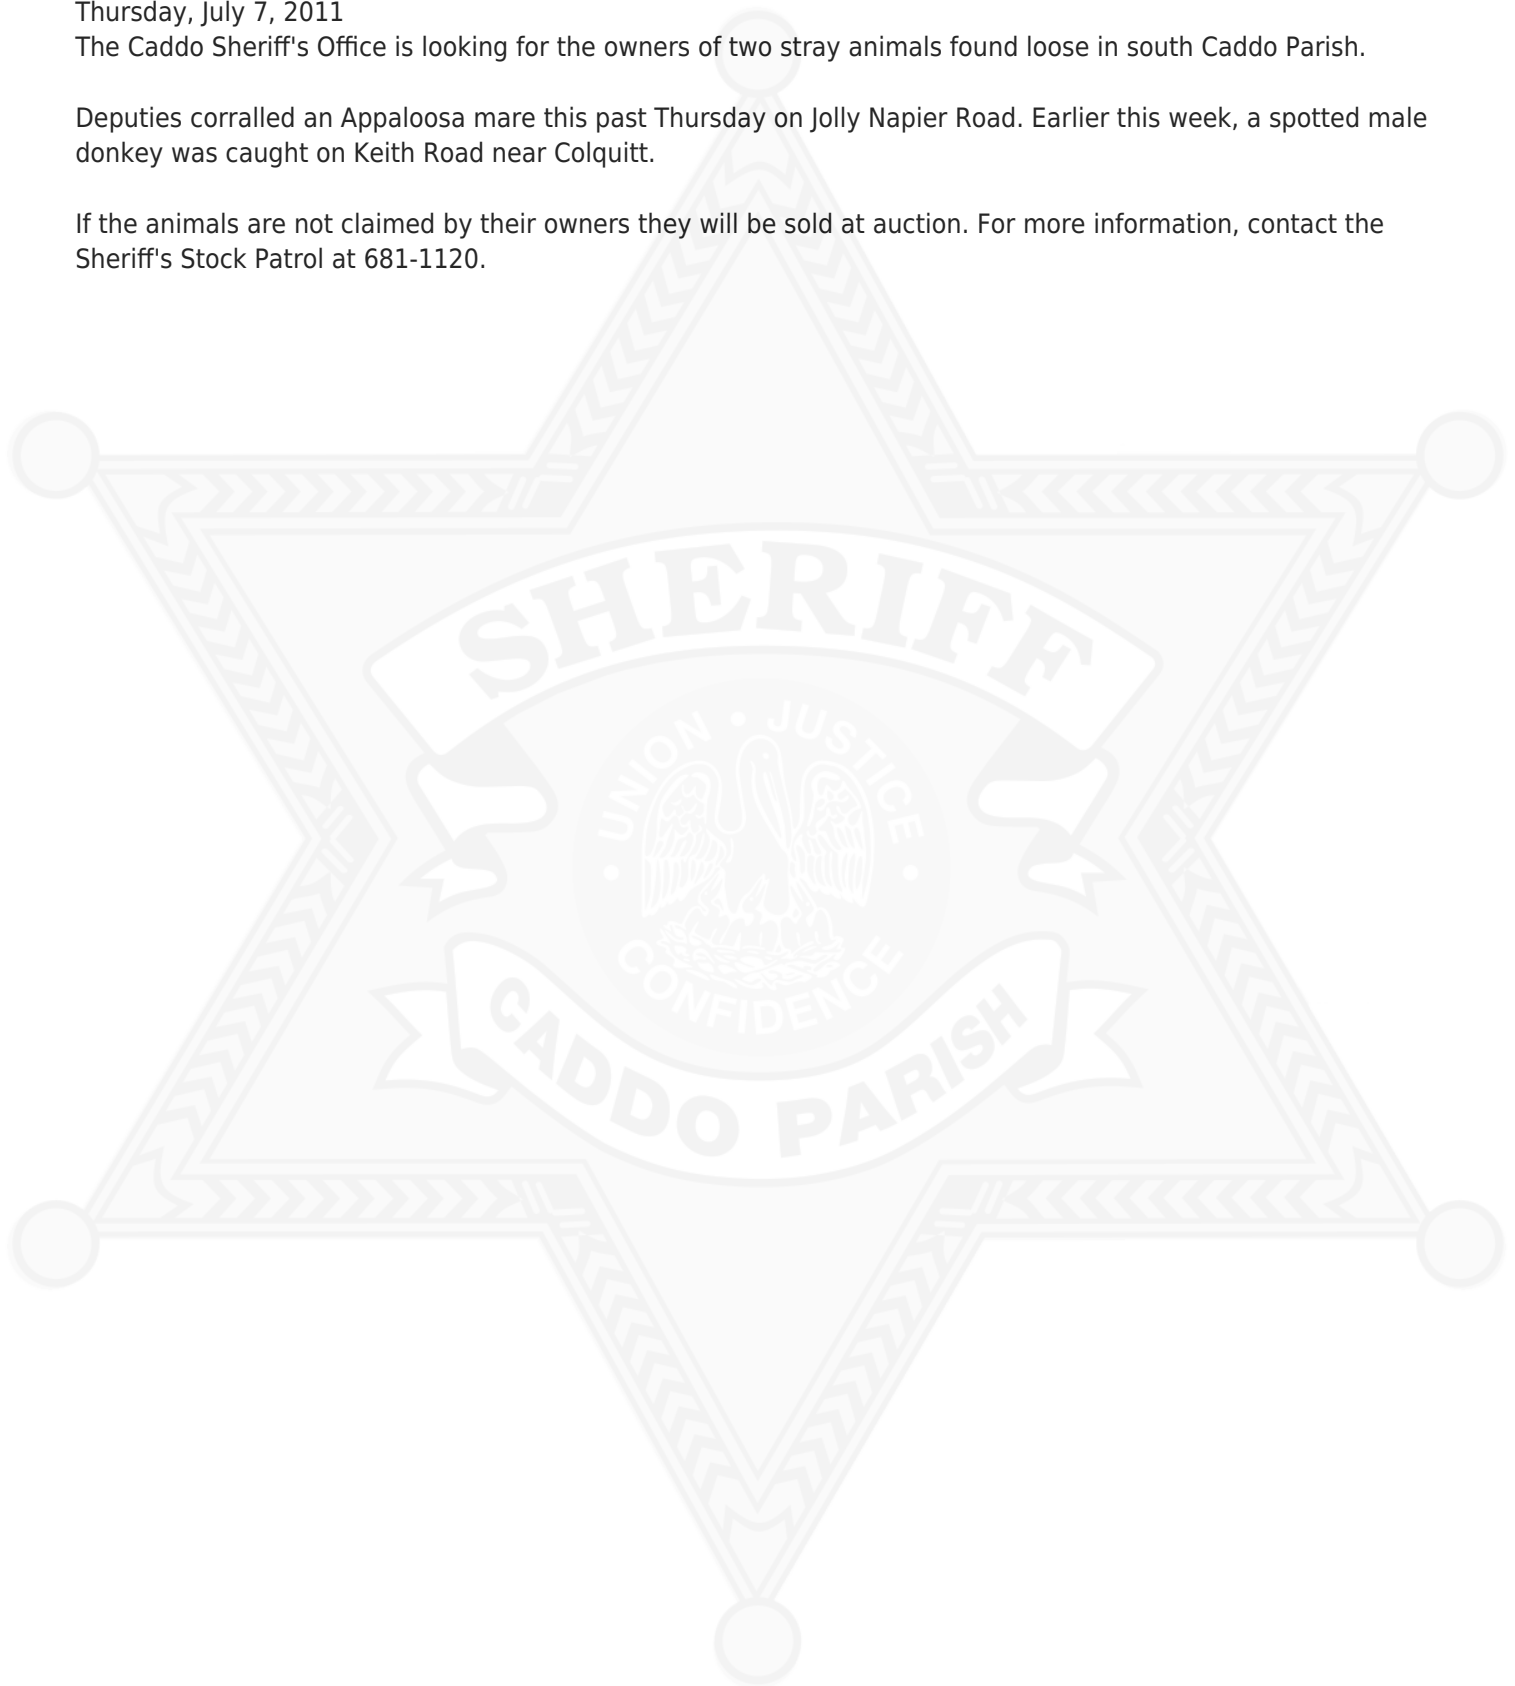 Thursday, July 7, 2011
The Caddo Sheriff's Office is looking for the owners of two stray animals found loose in south Caddo Parish.
Deputies corralled an Appaloosa mare this past Thursday on Jolly Napier Road. Earlier this week, a spotted male
donkey was caught on Keith Road near Colquitt.
If the animals are not claimed by their owners they will be sold at auction. For more information, contact the
Sheriff's Stock Patrol at 681-1120.
SHERIFF
UNION • JUSTICE
• CONFIDENCE •
CADDO PARISH